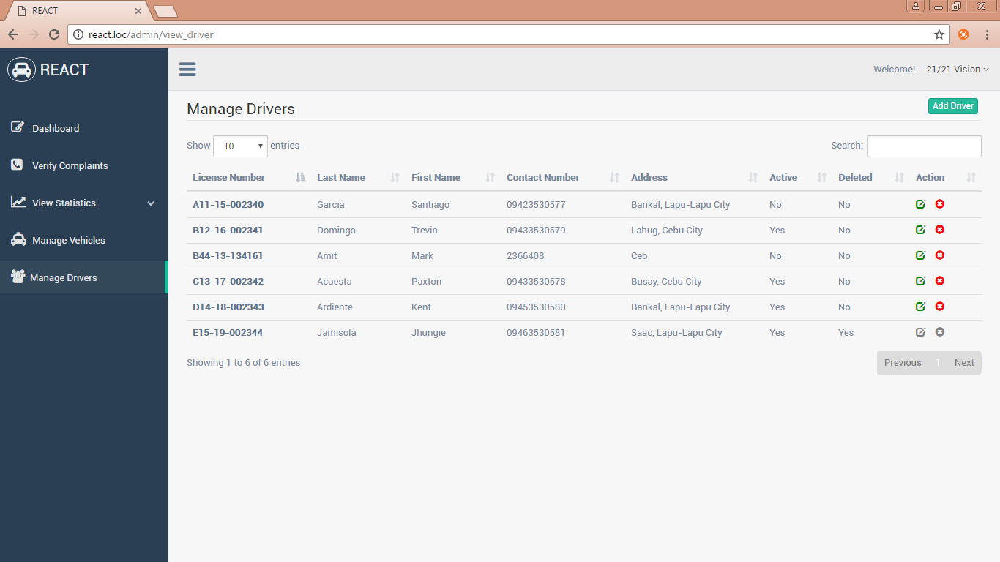 REACT
react.loc/admin/view_driver
REACT
Welcome! 21/21 Vision
Dashboard
Verify Complaints
View Statistics
Manage Vehicles
Manage Drivers
Manage Drivers
Add Driver
Show 10 entries
Search:
License Number Last Name First Name Contact Number Address Active Deleted Action
A11-15-002340 Garcia Santiago 09423530577 Bankal, Lapu-Lapu City No No
B12-16-002341 Domingo Trevin 09433530579 Lahug, Cebu City Yes No
B44-13-134161 Amit Mark 2366408 Ceb No No
C13-17-002342 Acuesta Paxton 09433530578 Busay, Cebu City Yes No
D14-18-002343 Ardiente Kent 09453530580 Bankal, Lapu-Lapu City Yes No
E15-19-002344 Jamisola Jhungie 09463530581 Saac, Lapu-Lapu City Yes Yes
Showing 1 to 6 of 6 entries
Previous 1 Next